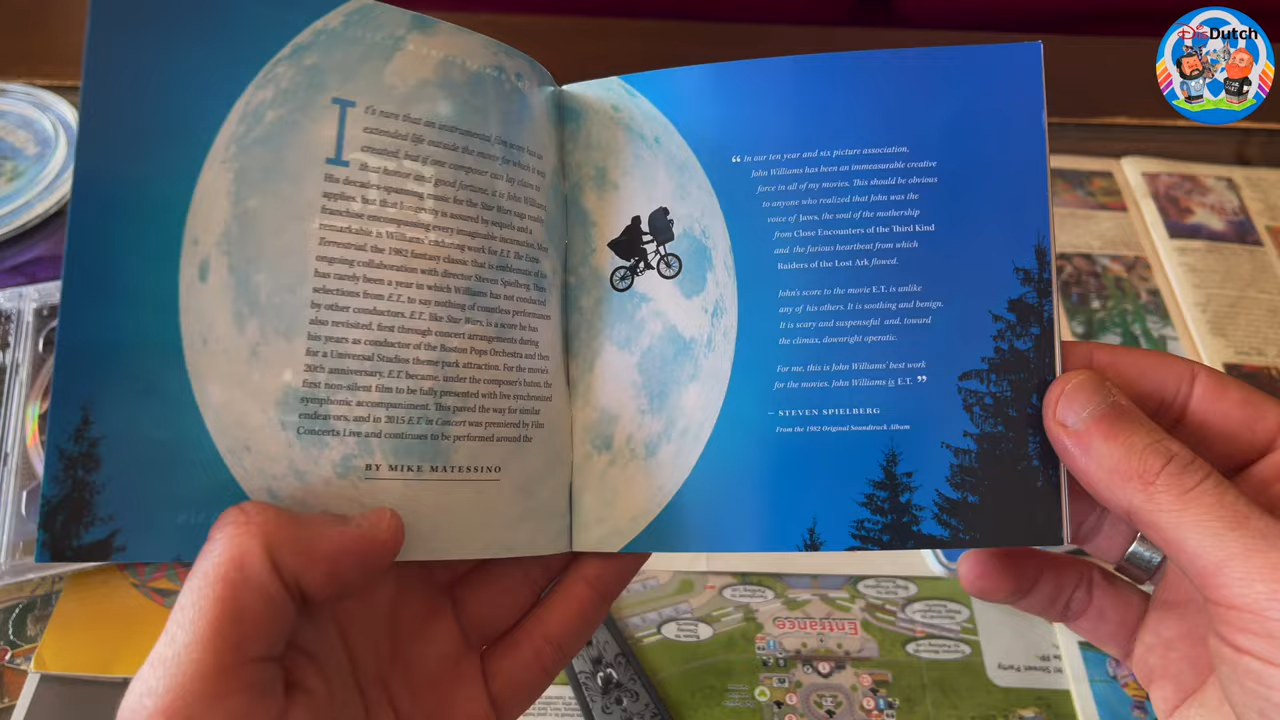 DisDutch
It's rare that an instrumental film score has an
extended life outside the movie for which it was
created, but if one composer can lay claim to
this honor and good fortune, it is John Williams.
His decades-spanning music for the Star Wars saga readily
applies, but that longevity is assured by sequels and a
franchise encompassing every imaginable incarnation. More
remarkable is Williams' enduring work for E.T. The Extra-
Terrestrial, the 1982 fantasy classic that is emblematic of his
ongoing collaboration with director Steven Spielberg. There
has rarely been a year in which Williams has not conducted
selections from E.T., to say nothing of countless performances
by other conductors. E.T., like Star Wars, is a score he has
also revisited, first through concert arrangements during
his years as conductor of the Boston Pops Orchestra and then
for a Universal Studios theme park attraction. For the movie's
20th anniversary, E.T. became, under the composer's baton, the
first non-silent film to be fully presented with live synchronized
symphonic accompaniment. This paved the way for similar
endeavors, and in 2015 E.T. in Concert was premiered by Film
Concerts Live and continues to be performed around the
BY MIKE MATESSINO
“ In our ten year and six picture association,
John Williams has been an immeasurable creative
force in all of my movies. This should be obvious
to anyone who realized that John was the
voice of Jaws, the soul of the mothership
from Close Encounters of the Third Kind
and the furious heartbeat from which
Raiders of the Lost Ark flowed.
John's score to the movie E.T. is unlike
any of his others. It is soothing and benign.
It is scary and suspenseful and, toward
the climax, downright operatic.
For me, this is John Williams' best work
for the movies. John Williams is E.T. ”
— STEVEN SPIELBERG
From the 1982 Original Soundtrack Album
Entrance